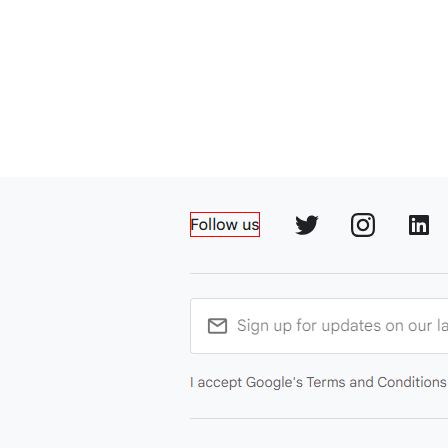 Follow us
Sign up for updates on our la
I accept Google's Terms and Conditions